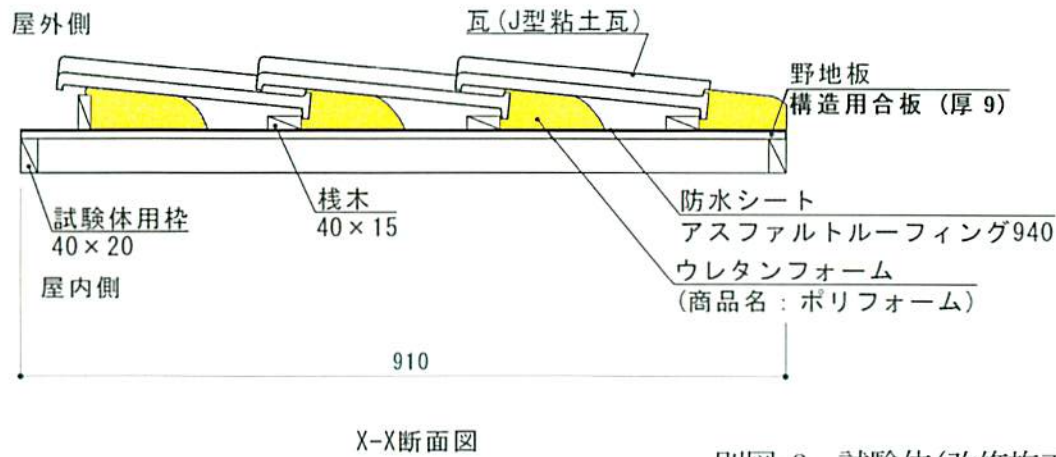 屋外側
瓦(J型粘土瓦)
野地板
構造用合板 (厚 9)
試験体用枠
40×20
桟木
40×15
防水シート
アスファルトルーフィング940
屋内側
ウレタンフォーム
(商品名:ポリフォーム)
910
X-X断面図